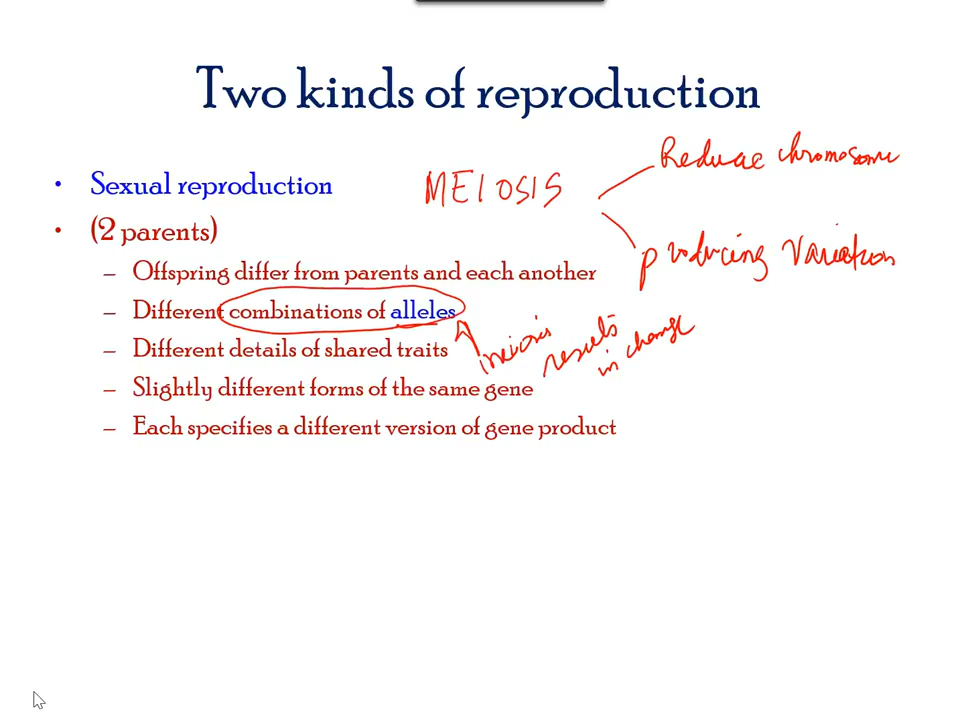 Two kinds of reproduction
Reduce chromosome
• Sexual reproduction MEIOSIS
• (2 parents)
producing variation
– Offspring differ from parents and each another
– Different combinations of alleles
meiosis results in change
– Different details of shared traits
– Slightly different forms of the same gene
– Each specifies a different version of gene product